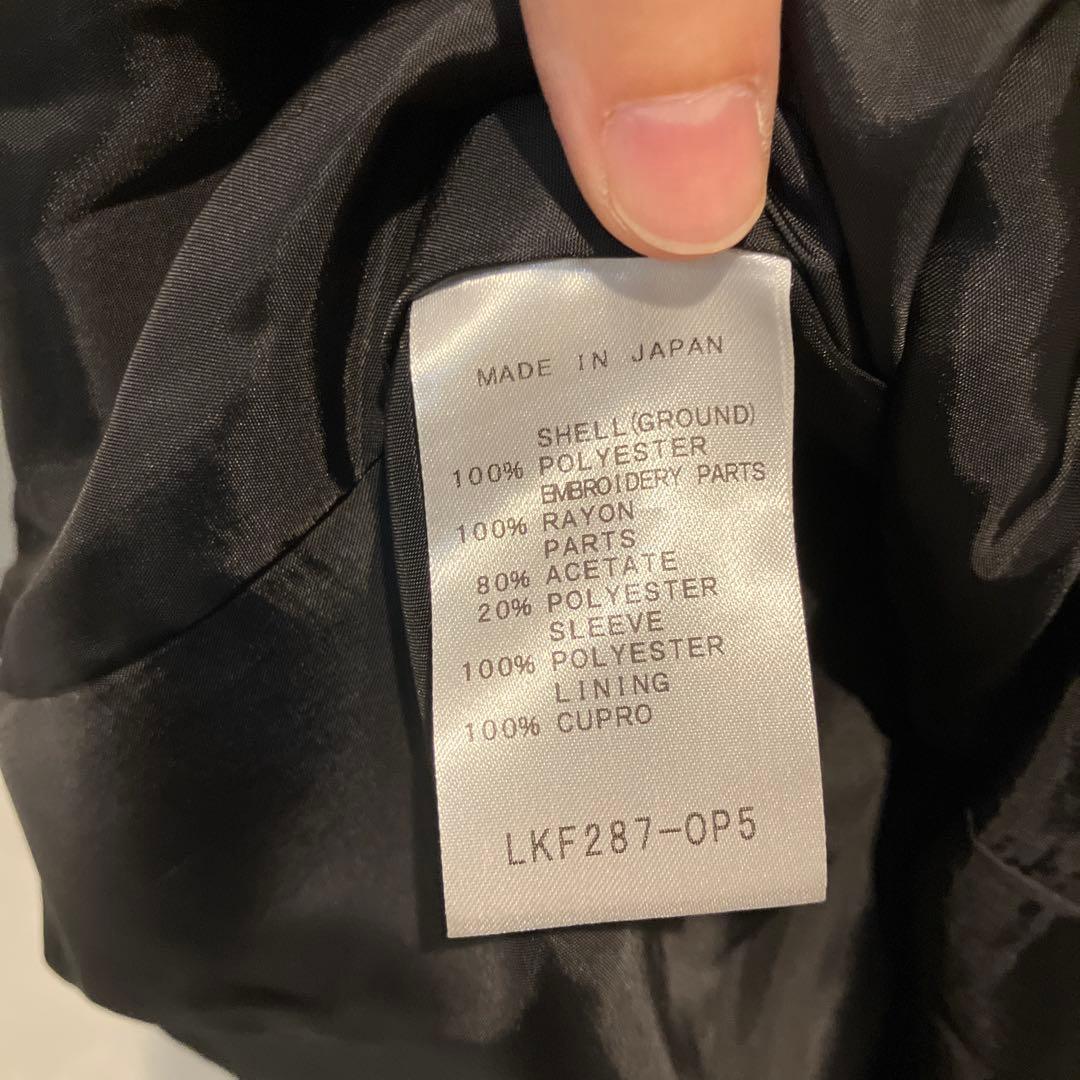 MADE IN JAPAN
SHELL(GROUND)
100% POLYESTER
EMBROIDERY PARTS
100% RAYON
PARTS
80% ACETATE
20% POLYESTER
SLEEVE
100% POLYESTER
LINING
100% CUPRO
LKF287-OP5